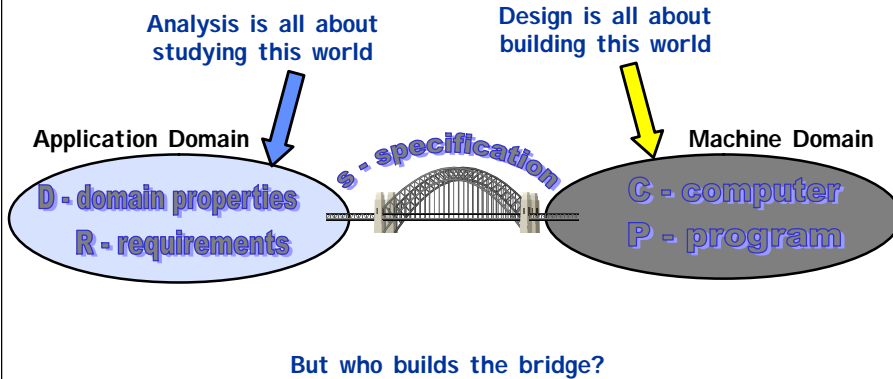 Analysis is all about
studying this world
Design is all about
building this world
Application Domain
s - specification
Machine Domain
D - domain properties
R - requirements
C - computer
P - program
But who builds the bridge?